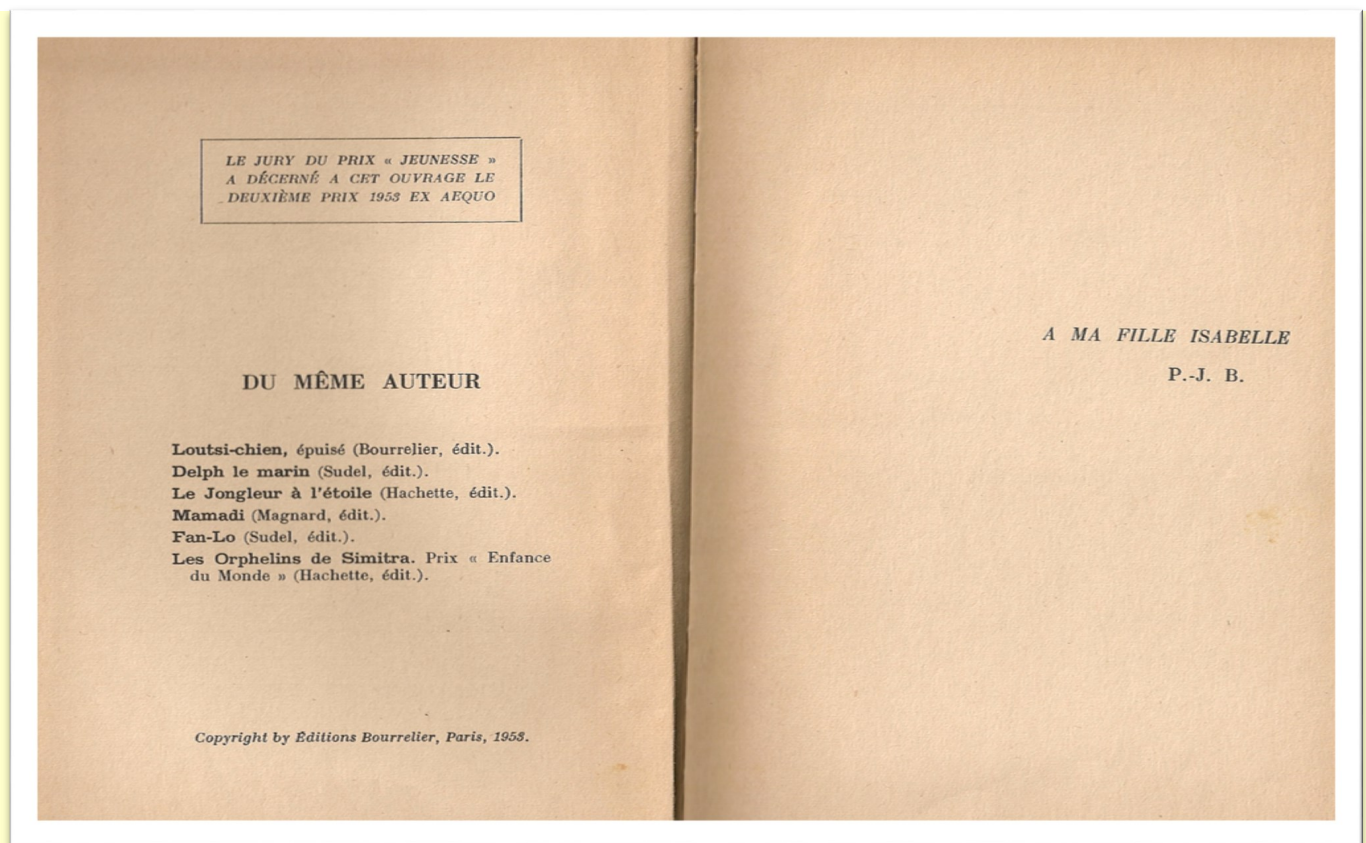 LE JURY DU PRIX « JEUNESSE »
A DÉCERNÉ A CET OUVRAGE LE
DEUXIÈME PRIX 1953 EX AEQUO
DU MÊME AUTEUR
Loutsi-chien, épuisé (Bourrelier, édit.).
Delph le marin (Sudel, édit.).
Le Jongleur à l'étoile (Hachette, édit.).
Mamadi (Magnard, édit.).
Fan-Lo (Sudel, édit.).
Les Orphelins de Simitra. Prix « Enfance
du Monde » (Hachette, édit.).
Copyright by Éditions Bourrelier, Paris, 1953.
A MA FILLE ISABELLE
P.-J. B.